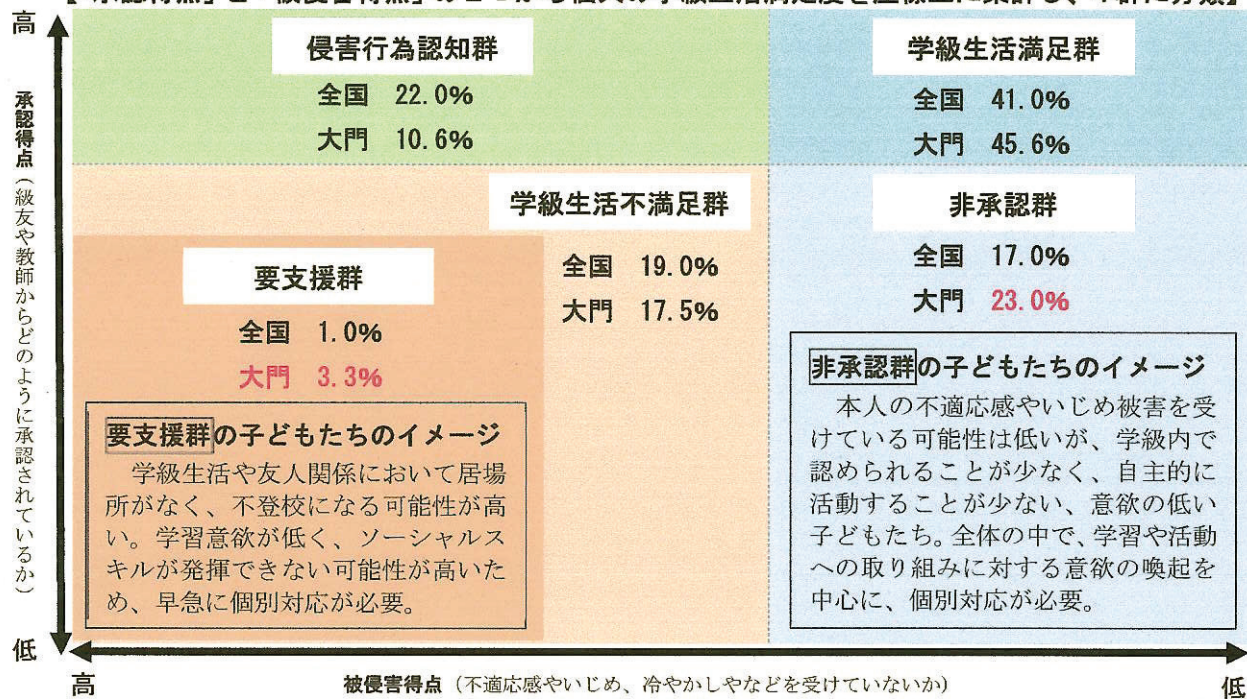 高
承認得点（級友や教師からどのように承認されているか）
低
侵害行為認知群
全国 22.0%
大門 10.6%
学級生活満足群
全国 41.0%
大門 45.6%
学級生活不満足群
全国 19.0%
大門 17.5%
非承認群
全国 17.0%
大門 23.0%
要支援群
全国 1.0%
大門 3.3%
要支援群の子どもたちのイメージ
学級生活や友人関係において居場
所がなく、不登校になる可能性が高
い。学習意欲が低く、ソーシャルス
キルが発揮できない可能性が高いた
め、早急に個別対応が必要。
非承認群の子どもたちのイメージ
本人の不適応感やいじめ被害を受
けている可能性は低いが、学級内で
認められることが少なく、自主的に
活動することが少ない、意欲の低い
子どもたち。全体の中で、学習や活動
への取り組みに対する意欲の喚起を
中心に、個別対応が必要。
高
被侵害得点（不適応感やいじめ、冷やかしやなどを受けていないか）
低